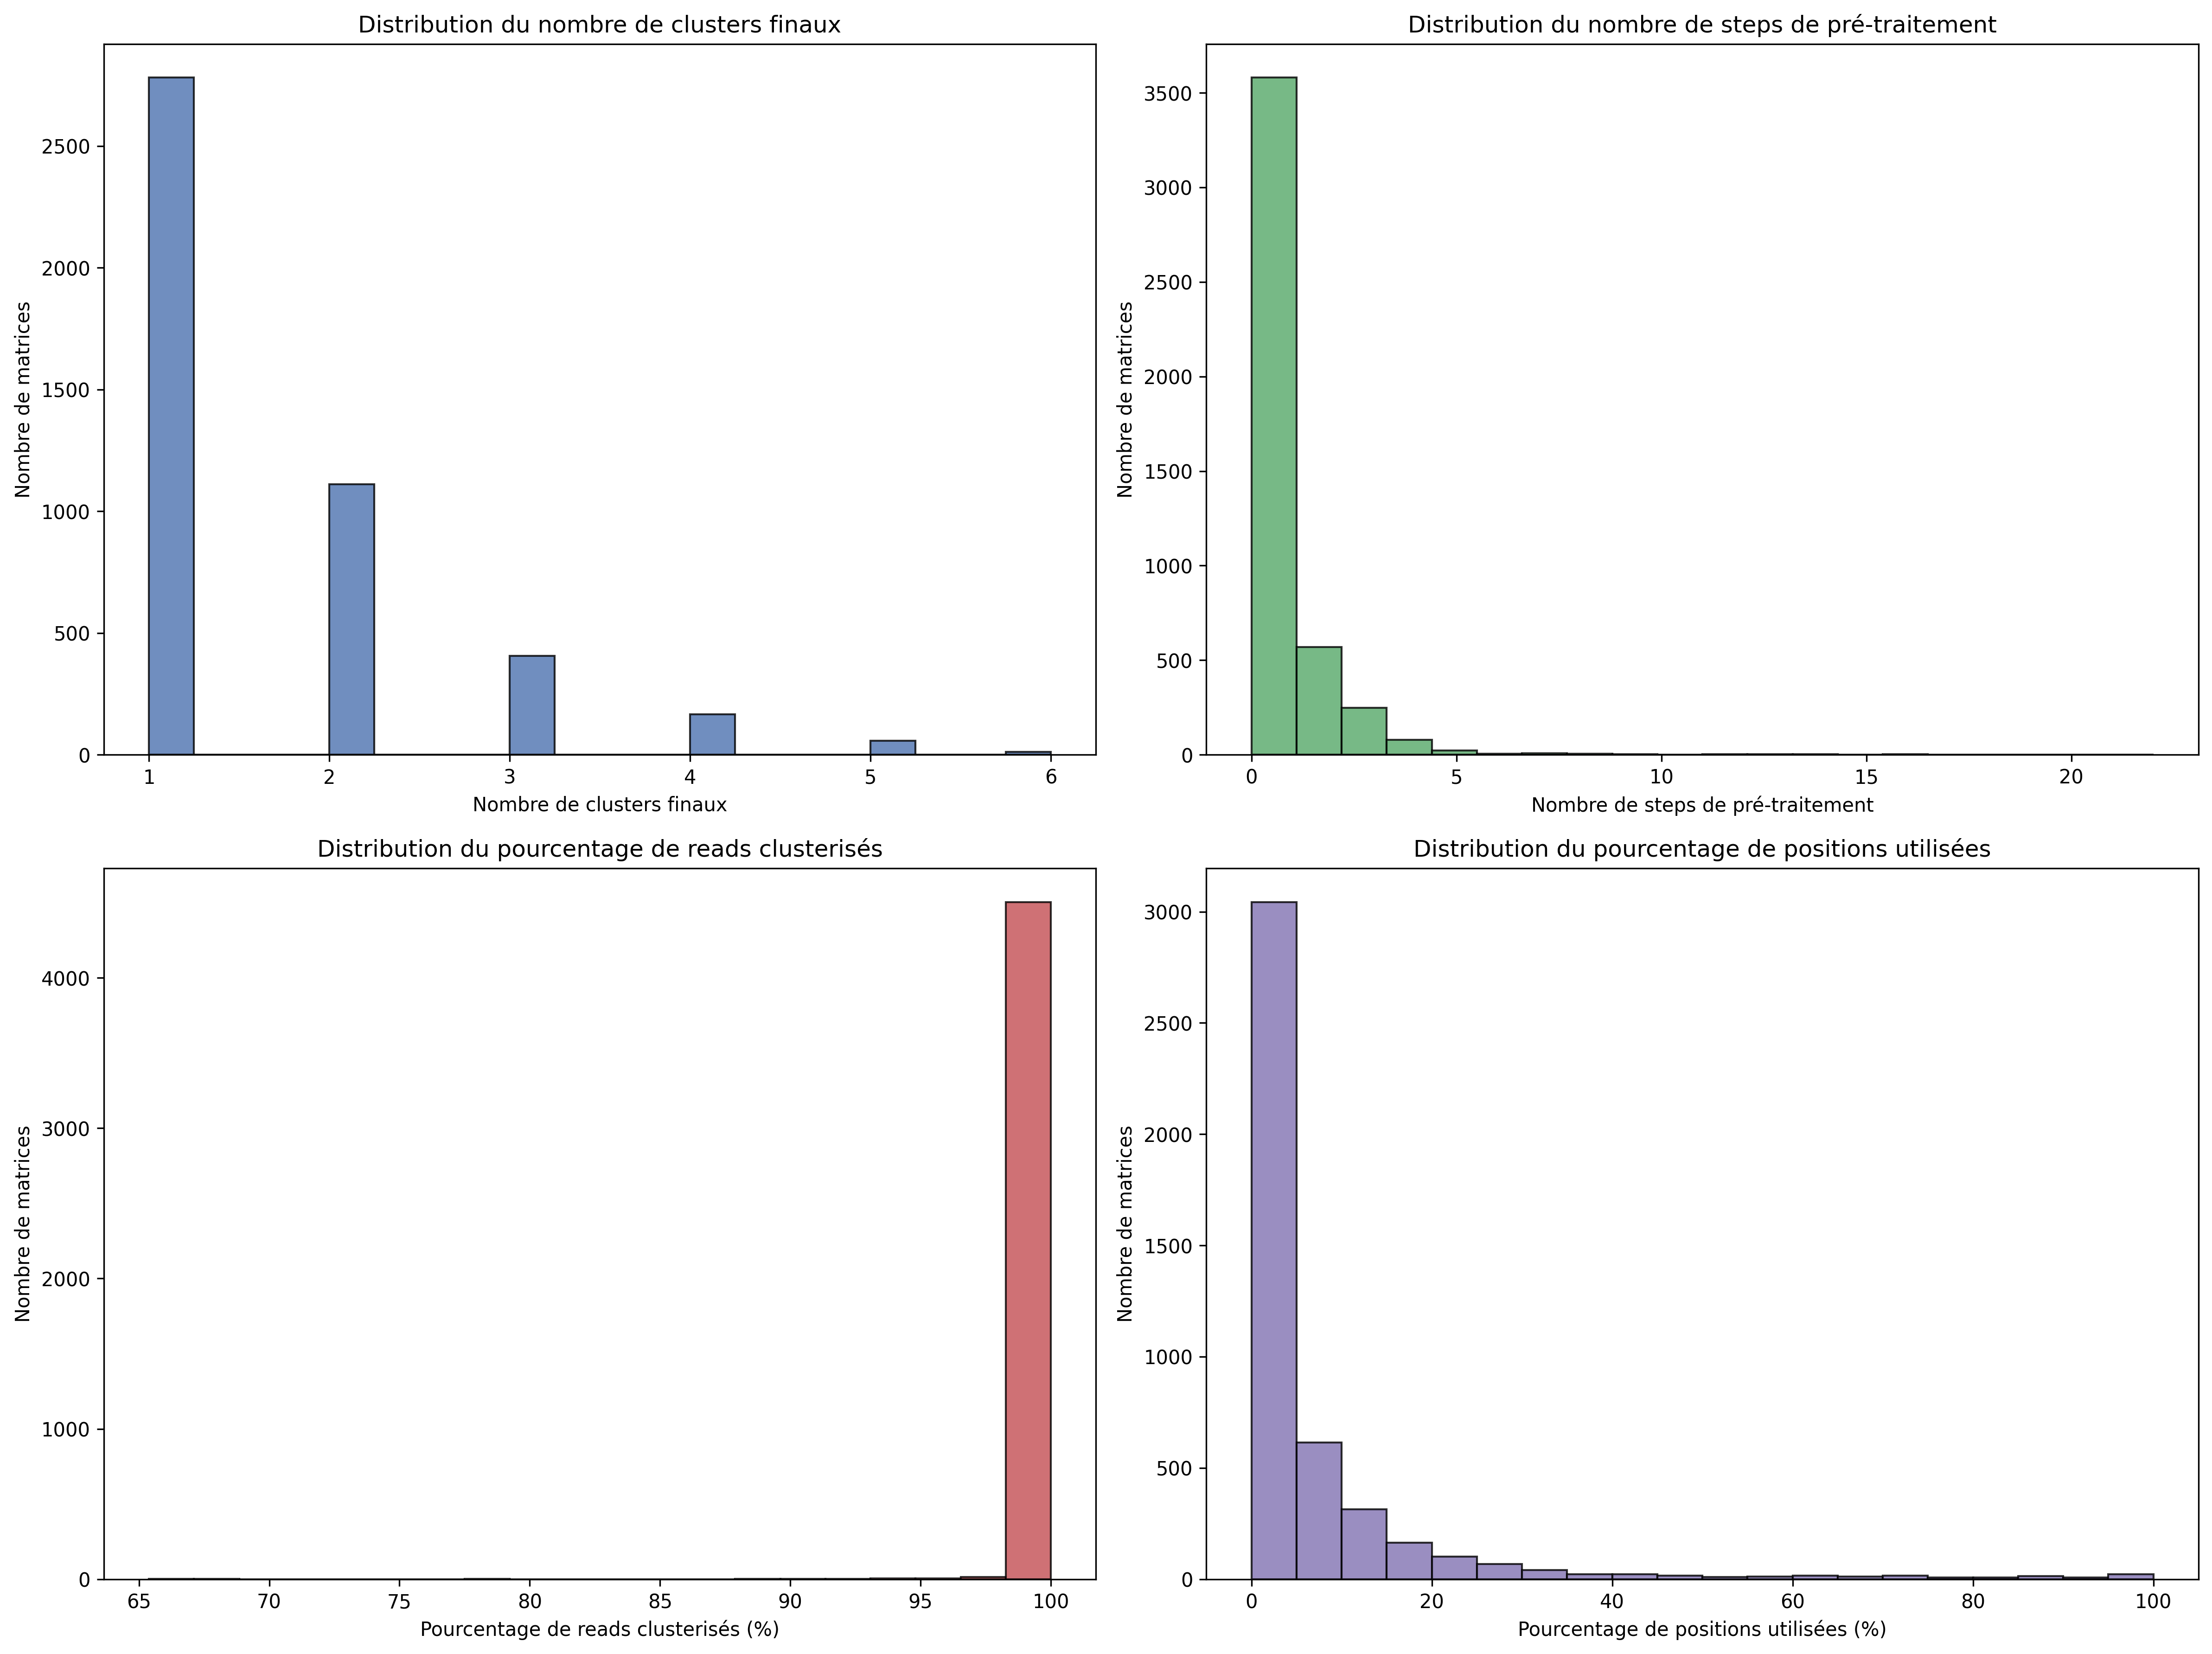 Distribution du nombre de clusters finaux
Nombre de matrices
2500
2000
1500
1000
500
0
1 2 3 4 5 6
Nombre de clusters finaux
Distribution du nombre de steps de pré-traitement
Nombre de matrices
3500
3000
2500
2000
1500
1000
500
0
0 5 10 15 20
Nombre de steps de pré-traitement
Distribution du pourcentage de reads clusterisés
Nombre de matrices
4000
3000
2000
1000
0
65 70 75 80 85 90 95 100
Pourcentage de reads clusterisés (%)
Distribution du pourcentage de positions utilisées
Nombre de matrices
3000
2500
2000
1500
1000
500
0
0 20 40 60 80 100
Pourcentage de positions utilisées (%)